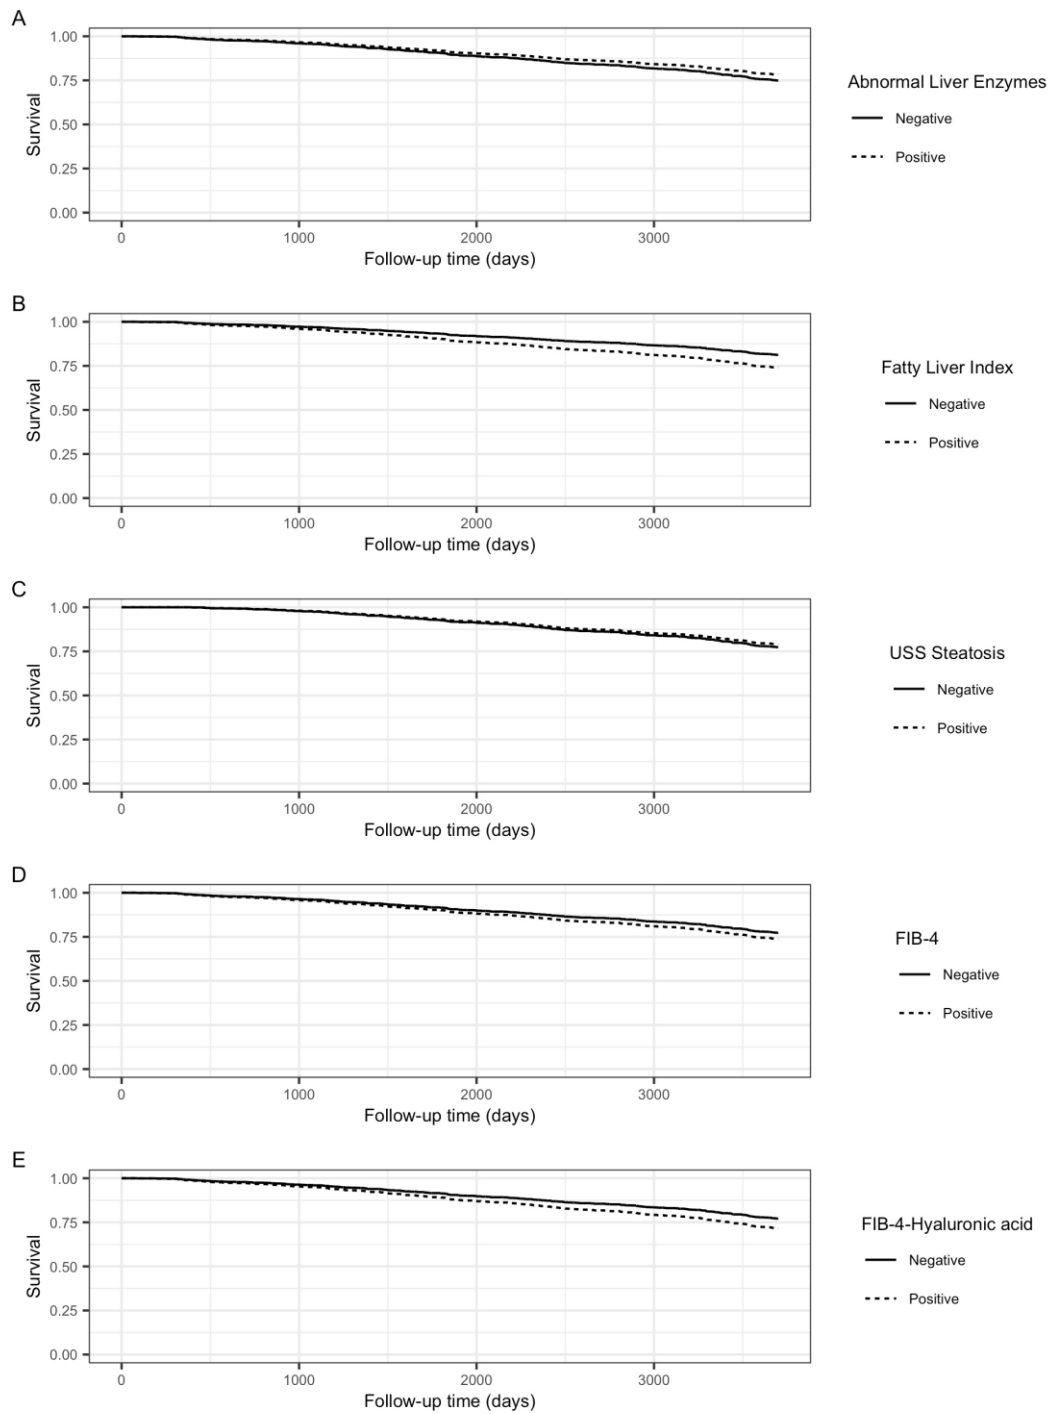 A
1.00
0.75
0.50
0.25
0.00
Survival
0 1000 2000 3000
Follow-up time (days)
Abnormal Liver Enzymes
Negative
Positive
B
1.00
0.75
0.50
0.25
0.00
Survival
0 1000 2000 3000
Follow-up time (days)
Fatty Liver Index
Negative
Positive
C
1.00
0.75
0.50
0.25
0.00
Survival
0 1000 2000 3000
Follow-up time (days)
USS Steatosis
Negative
Positive
D
1.00
0.75
0.50
0.25
0.00
Survival
0 1000 2000 3000
Follow-up time (days)
FIB-4
Negative
Positive
E
1.00
0.75
0.50
0.25
0.00
Survival
0 1000 2000 3000
Follow-up time (days)
FIB-4-Hyaluronic acid
Negative
Positive